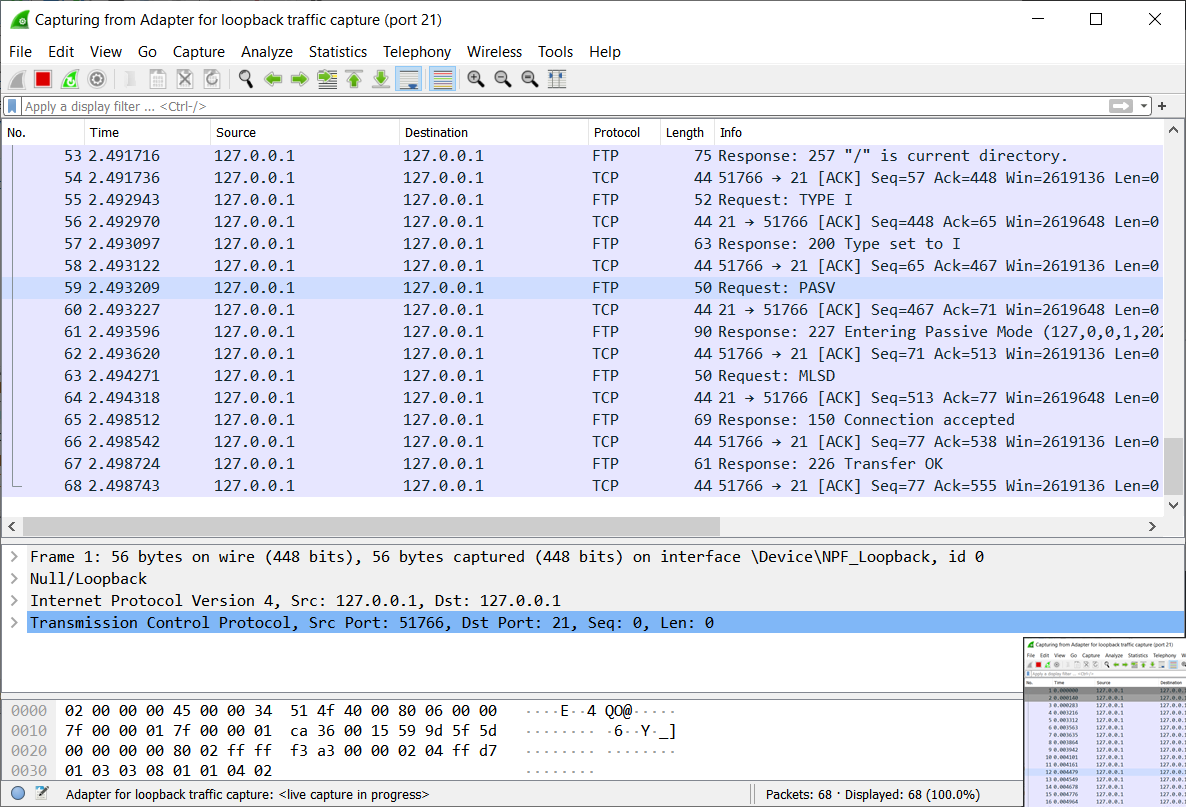 Capturing from Adapter for loopback traffic capture (port 21)
File Edit View Go Capture Analyze Statistics Telephony Wireless Tools Help
Apply a display filter ... <Ctrl-/>
No. Time Source Destination Protocol Length Info
53 2.491716 127.0.0.1 127.0.0.1 FTP 75 Response: 257 "/" is current directory.
54 2.491736 127.0.0.1 127.0.0.1 TCP 44 51766 → 21 [ACK] Seq=57 Ack=448 Win=2619136 Len=0
55 2.492943 127.0.0.1 127.0.0.1 FTP 52 Request: TYPE I
56 2.492970 127.0.0.1 127.0.0.1 TCP 44 21 → 51766 [ACK] Seq=448 Ack=65 Win=2619648 Len=0
57 2.493097 127.0.0.1 127.0.0.1 FTP 63 Response: 200 Type set to I
58 2.493122 127.0.0.1 127.0.0.1 TCP 44 51766 → 21 [ACK] Seq=65 Ack=467 Win=2619136 Len=0
59 2.493209 127.0.0.1 127.0.0.1 FTP 50 Request: PASV
60 2.493227 127.0.0.1 127.0.0.1 TCP 44 21 → 51766 [ACK] Seq=467 Ack=71 Win=2619648 Len=0
61 2.493596 127.0.0.1 127.0.0.1 FTP 90 Response: 227 Entering Passive Mode (127,0,0,1,202
62 2.493620 127.0.0.1 127.0.0.1 TCP 44 51766 → 21 [ACK] Seq=71 Ack=513 Win=2619136 Len=0
63 2.494271 127.0.0.1 127.0.0.1 FTP 50 Request: MLSD
64 2.494318 127.0.0.1 127.0.0.1 TCP 44 21 → 51766 [ACK] Seq=513 Ack=77 Win=2619648 Len=0
65 2.498512 127.0.0.1 127.0.0.1 FTP 69 Response: 150 Connection accepted
66 2.498542 127.0.0.1 127.0.0.1 TCP 44 51766 → 21 [ACK] Seq=77 Ack=538 Win=2619136 Len=0
67 2.498724 127.0.0.1 127.0.0.1 FTP 61 Response: 226 Transfer OK
68 2.498743 127.0.0.1 127.0.0.1 TCP 44 51766 → 21 [ACK] Seq=77 Ack=555 Win=2619136 Len=0
Frame 1: 56 bytes on wire (448 bits), 56 bytes captured (448 bits) on interface \Device\NPF_Loopback, id 0
Null/Loopback
Internet Protocol Version 4, Src: 127.0.0.1, Dst: 127.0.0.1
Transmission Control Protocol, Src Port: 51766, Dst Port: 21, Seq: 0, Len: 0
0000 02 00 00 00 45 00 00 34 51 4f 40 00 80 06 00 00 ····E··4 QO@·····
0010 7f 00 00 01 7f 00 00 01 ca 36 00 15 59 9d 5f 5d ········ ·6··Y·_]
0020 00 00 00 00 80 02 ff ff f3 a3 00 00 02 04 ff d7 ········ ········
0030 01 03 03 08 01 01 04 02 ········
Adapter for loopback traffic capture: <live capture in progress>
Packets: 68 · Displayed: 68 (100.0%)
Capturing from Adapter for loopback traffic capture (port 21)
File Edit View Go Capture Analyze Statistics Telephony
Apply a display filter ... <Ctrl-/>
No. Time Source Destination